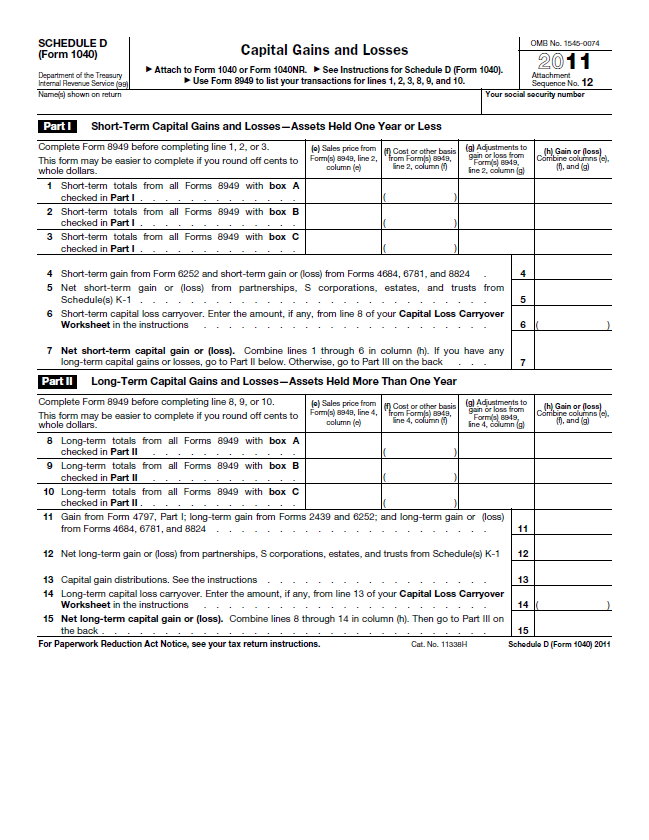 SCHEDULE D
(Form 1040)
Department of the Treasury
Internal Revenue Service (99)
Capital Gains and Losses
▶ Attach to Form 1040 or Form 1040NR. ▶ See Instructions for Schedule D (Form 1040).
▶ Use Form 8949 to list your transactions for lines 1, 2, 3, 8, 9, and 10.
OMB No. 1545-0074
2011
Attachment
Sequence No. 12
Name(s) shown on return
Your social security number
Part I Short-Term Capital Gains and Losses—Assets Held One Year or Less
Complete Form 8949 before completing line 1, 2, or 3.
This form may be easier to complete if you round off cents to
whole dollars.
(e) Sales price from
Form(s) 8949, line 2,
column (e)
(f) Cost or other basis
from Form(s) 8949,
line 2, column (f)
(g) Adjustments to
gain or loss from
Form(s) 8949,
line 2, column (g)
(h) Gain or (loss)
Combine columns (e),
(f), and (g)
1 Short-term totals from all Forms 8949 with box A
checked in Part I . . . . . . . . . . . . ( )
2 Short-term totals from all Forms 8949 with box B
checked in Part I . . . . . . . . . . . . ( )
3 Short-term totals from all Forms 8949 with box C
checked in Part I . . . . . . . . . . . . ( )
4 Short-term gain from Form 6252 and short-term gain or (loss) from Forms 4684, 6781, and 8824 . 4
5 Net short-term gain or (loss) from partnerships, S corporations, estates, and trusts from
Schedule(s) K-1 . . . . . . . . . . . . . . . . . . . . . . . . . . . 5
6 Short-term capital loss carryover. Enter the amount, if any, from line 8 of your Capital Loss Carryover
Worksheet in the instructions . . . . . . . . . . . . . . . . . . . . . . 6 ( )
7 Net short-term capital gain or (loss). Combine lines 1 through 6 in column (h). If you have any
long-term capital gains or losses, go to Part II below. Otherwise, go to Part III on the back . . . 7
Part II Long-Term Capital Gains and Losses—Assets Held More Than One Year
Complete Form 8949 before completing line 8, 9, or 10.
This form may be easier to complete if you round off cents to
whole dollars.
(e) Sales price from
Form(s) 8949, line 4,
column (e)
(f) Cost or other basis
from Form(s) 8949,
line 4, column (f)
(g) Adjustments to
gain or loss from
Form(s) 8949,
line 4, column (g)
(h) Gain or (loss)
Combine columns (e),
(f), and (g)
8 Long-term totals from all Forms 8949 with box A
checked in Part II . . . . . . . . . . . ( )
9 Long-term totals from all Forms 8949 with box B
checked in Part II . . . . . . . . . . . ( )
10 Long-term totals from all Forms 8949 with box C
checked in Part II . . . . . . . . . . . . ( )
11 Gain from Form 4797, Part I; long-term gain from Forms 2439 and 6252; and long-term gain or (loss)
from Forms 4684, 6781, and 8824 . . . . . . . . . . . . . . . . . . . . . 11
12 Net long-term gain or (loss) from partnerships, S corporations, estates, and trusts from Schedule(s) K-1 12
13 Capital gain distributions. See the instructions . . . . . . . . . . . . . . . . . 13
14 Long-term capital loss carryover. Enter the amount, if any, from line 13 of your Capital Loss Carryover
Worksheet in the instructions . . . . . . . . . . . . . . . . . . . . . . 14 ( )
15 Net long-term capital gain or (loss). Combine lines 8 through 14 in column (h). Then go to Part III on
the back . . . . . . . . . . . . . . . . . . . . . . . . . . . . . . 15
For Paperwork Reduction Act Notice, see your tax return instructions. Cat. No. 11338H Schedule D (Form 1040) 2011